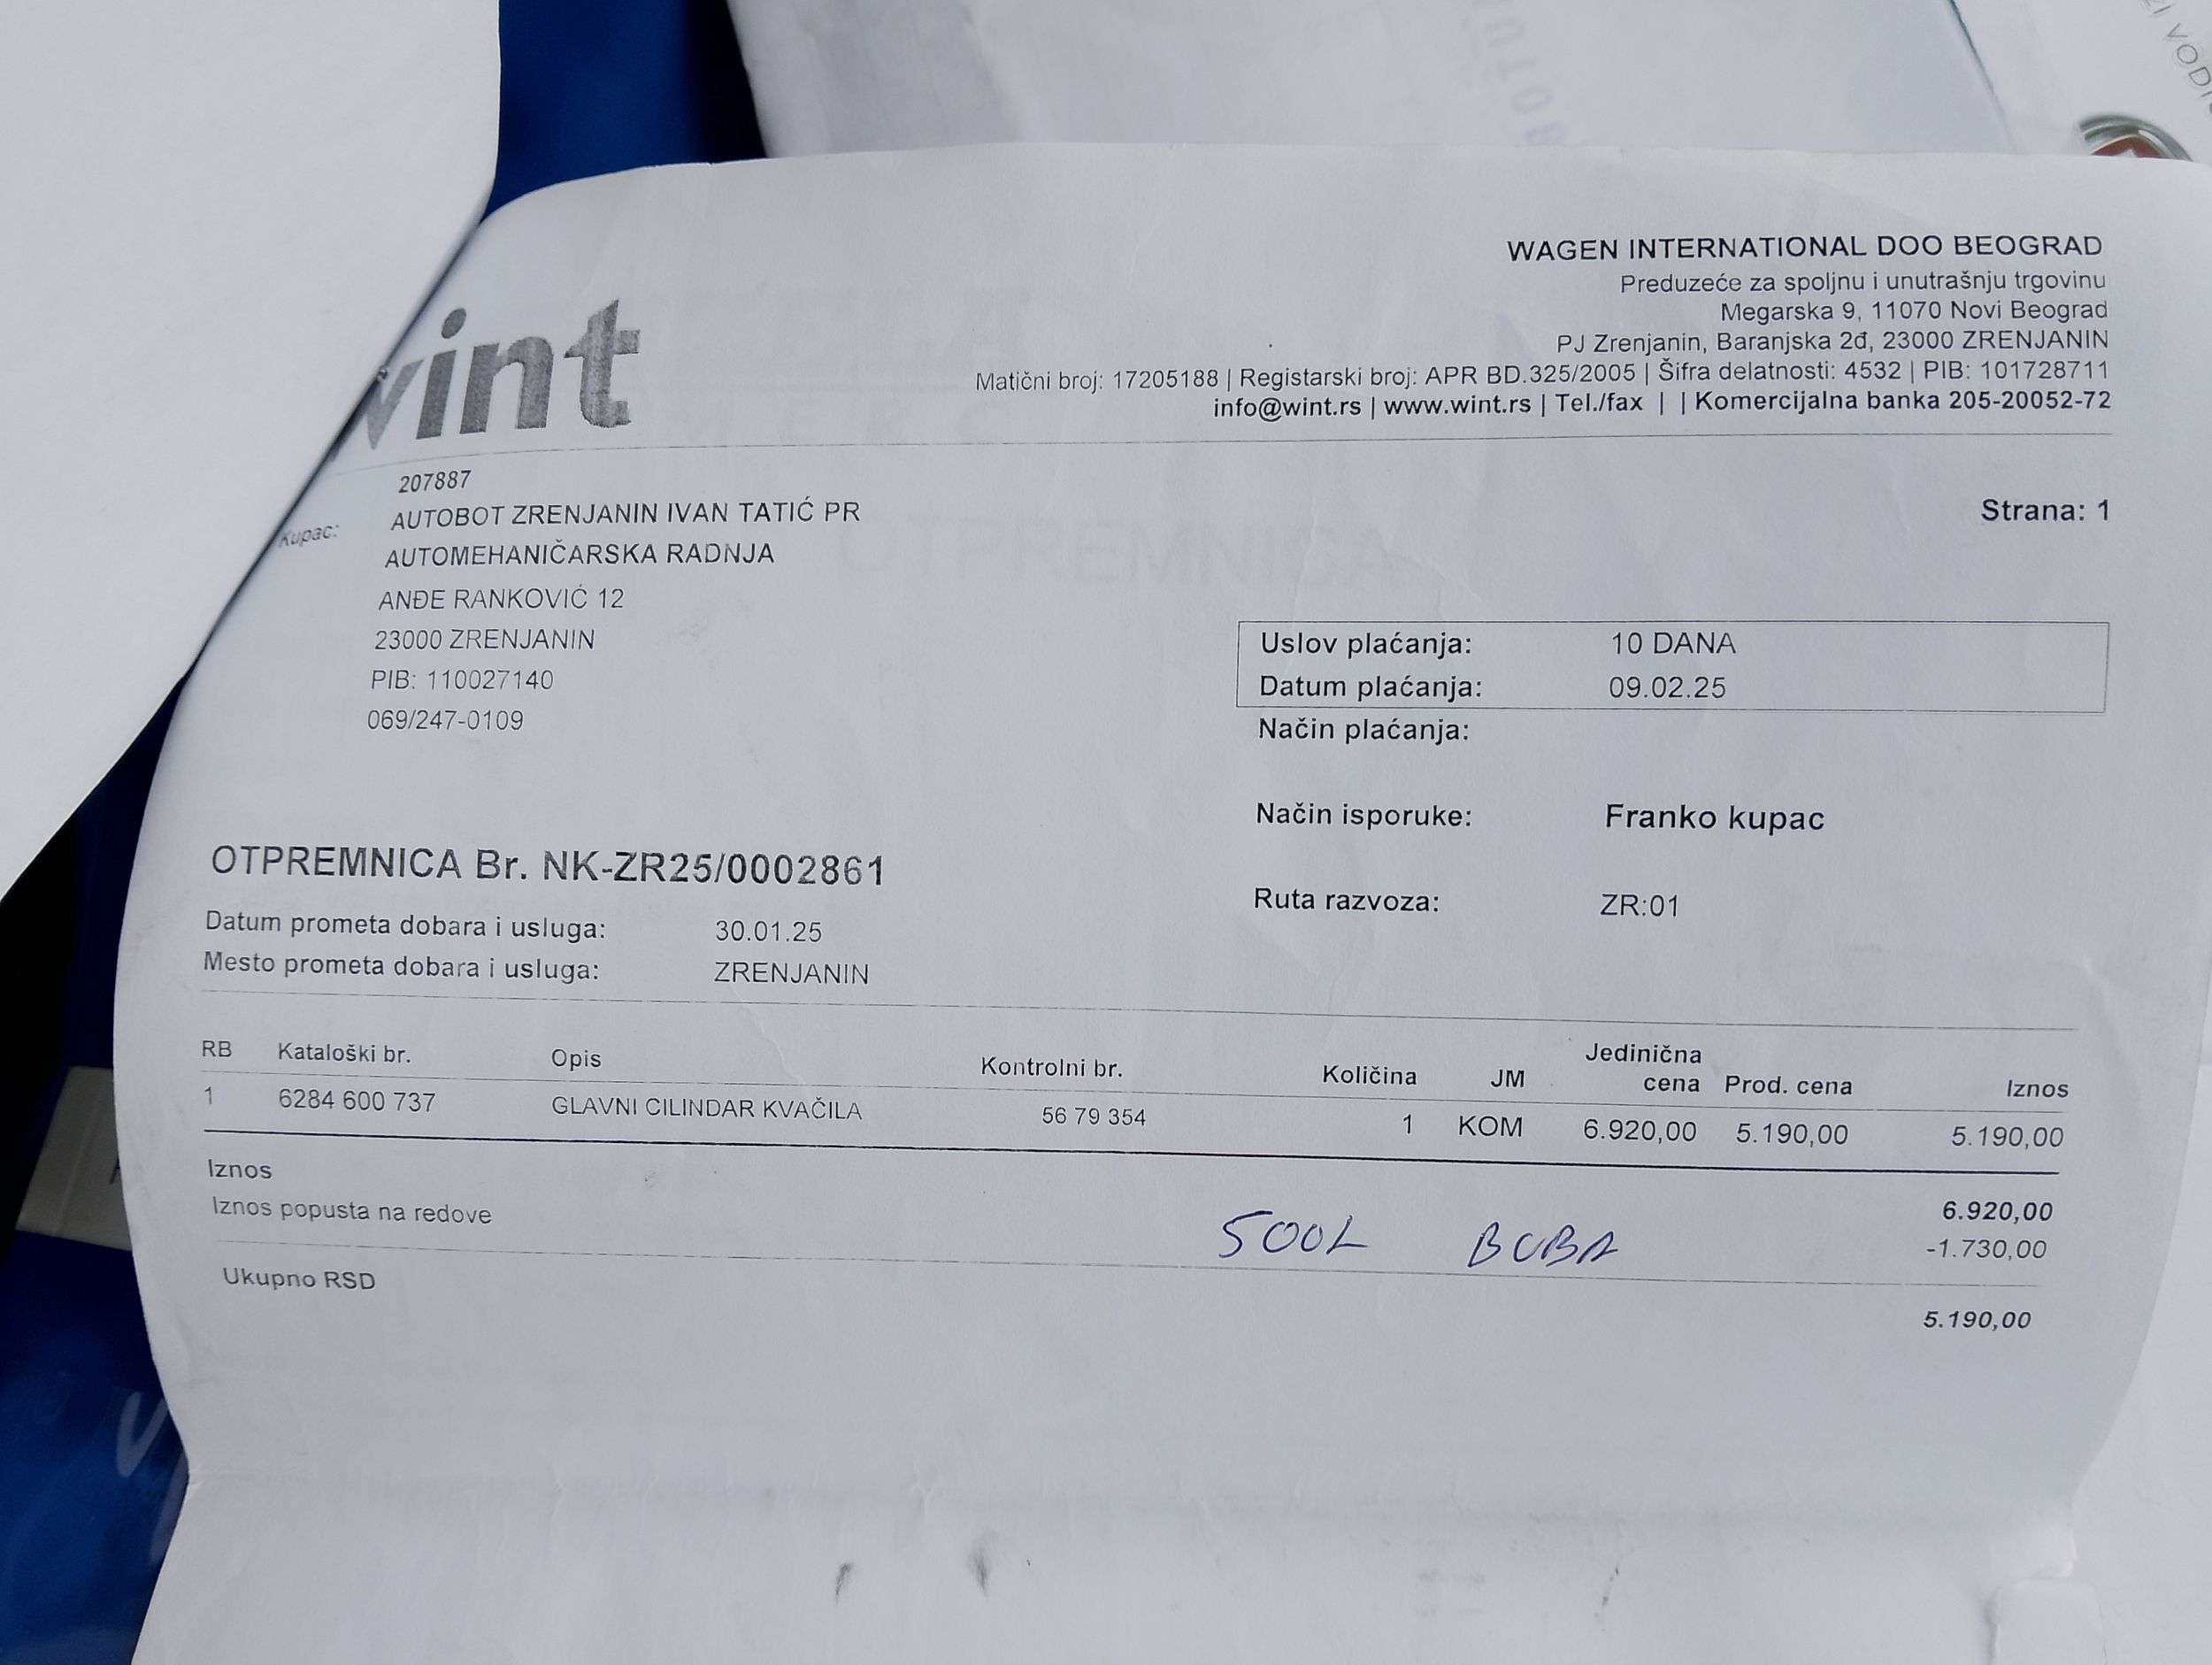 WAGEN INTERNATIONAL DOO BEOGRAD
Preduzeće za spoljnu i unutrašnju trgovinu
Megarska 9, 11070 Novi Beograd
PJ Zrenjanin, Baranjska 2đ, 23000 ZRENJANIN
Matični broj: 17205188 | Registarski broj: APR BD.325/2005 | Šifra delatnosti: 4532 | PIB: 101728711
info@wint.rs | www.wint.rs | Tel./fax | | Komercijalna banka 205-20052-72
wint
207887
Kupac: AUTOBOT ZRENJANIN IVAN TATIĆ PR
AUTOMEHANIČARSKA RADNJA
ANĐE RANKOVIĆ 12
23000 ZRENJANIN
PIB: 110027140
069/247-0109
Strana: 1
Uslov plaćanja: 10 DANA
Datum plaćanja: 09.02.25
Način plaćanja:
Način isporuke: Franko kupac
Ruta razvoza: ZR:01
OTPREMNICA Br. NK-ZR25/0002861
Datum prometa dobara i usluga: 30.01.25
Mesto prometa dobara i usluga: ZRENJANIN
RB Kataloški br. Opis Kontrolni br. Količina JM Jedinična cena Prod. cena Iznos
1 6284 600 737 GLAVNI CILINDAR KVAČILA 56 79 354 1 KOM 6.920,00 5.190,00 5.190,00
Iznos 6.920,00
Iznos popusta na redove -1.730,00
500L BUBA
Ukupno RSD 5.190,00